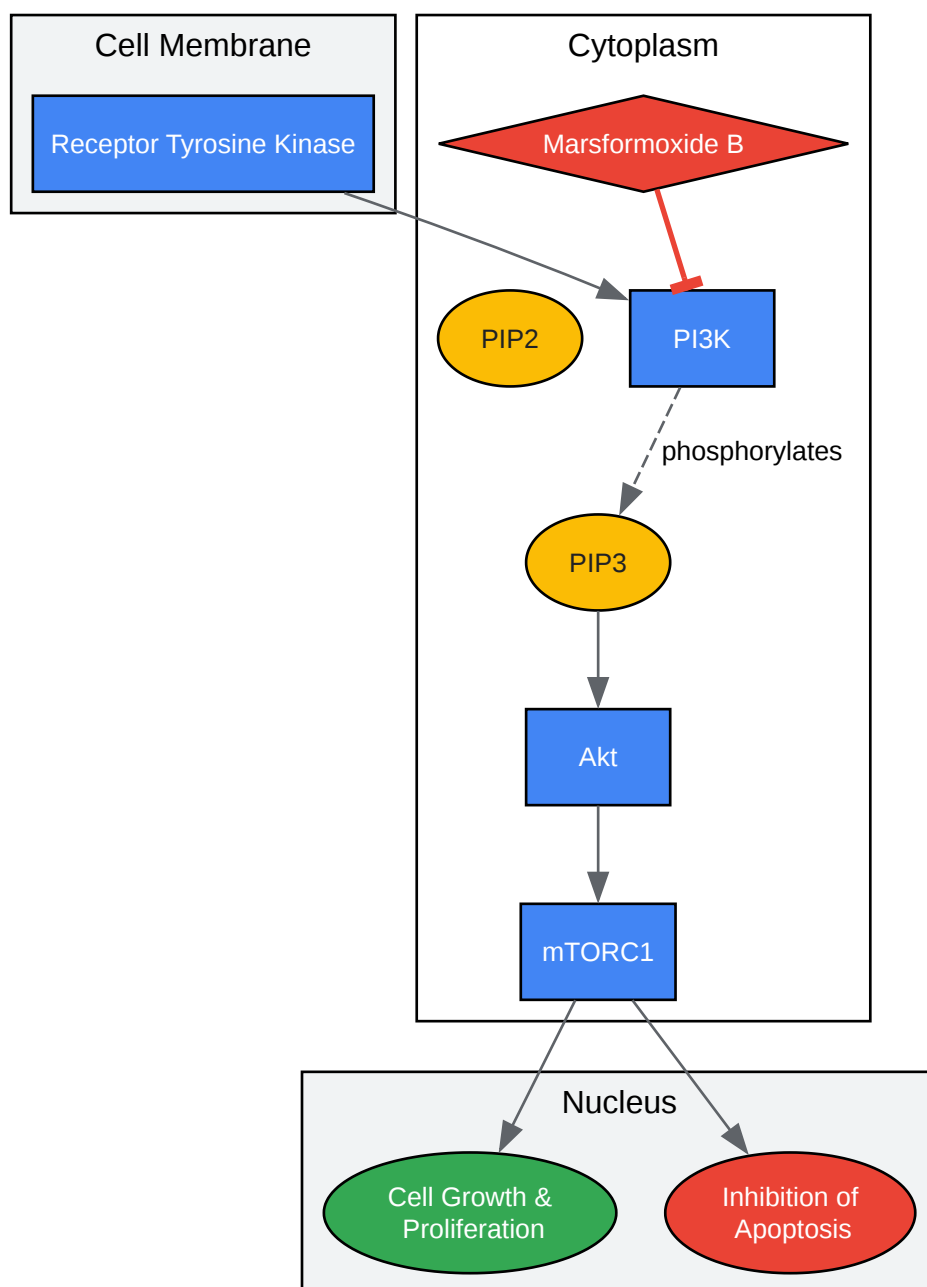 Cell Membrane
Receptor Tyrosine Kinase
Cytoplasm
Marsformoxide B
PIP2
PI3K
phosphorylates
PIP3
Akt
mTORC1
Nucleus
Cell Growth &
Proliferation
Inhibition of
Apoptosis